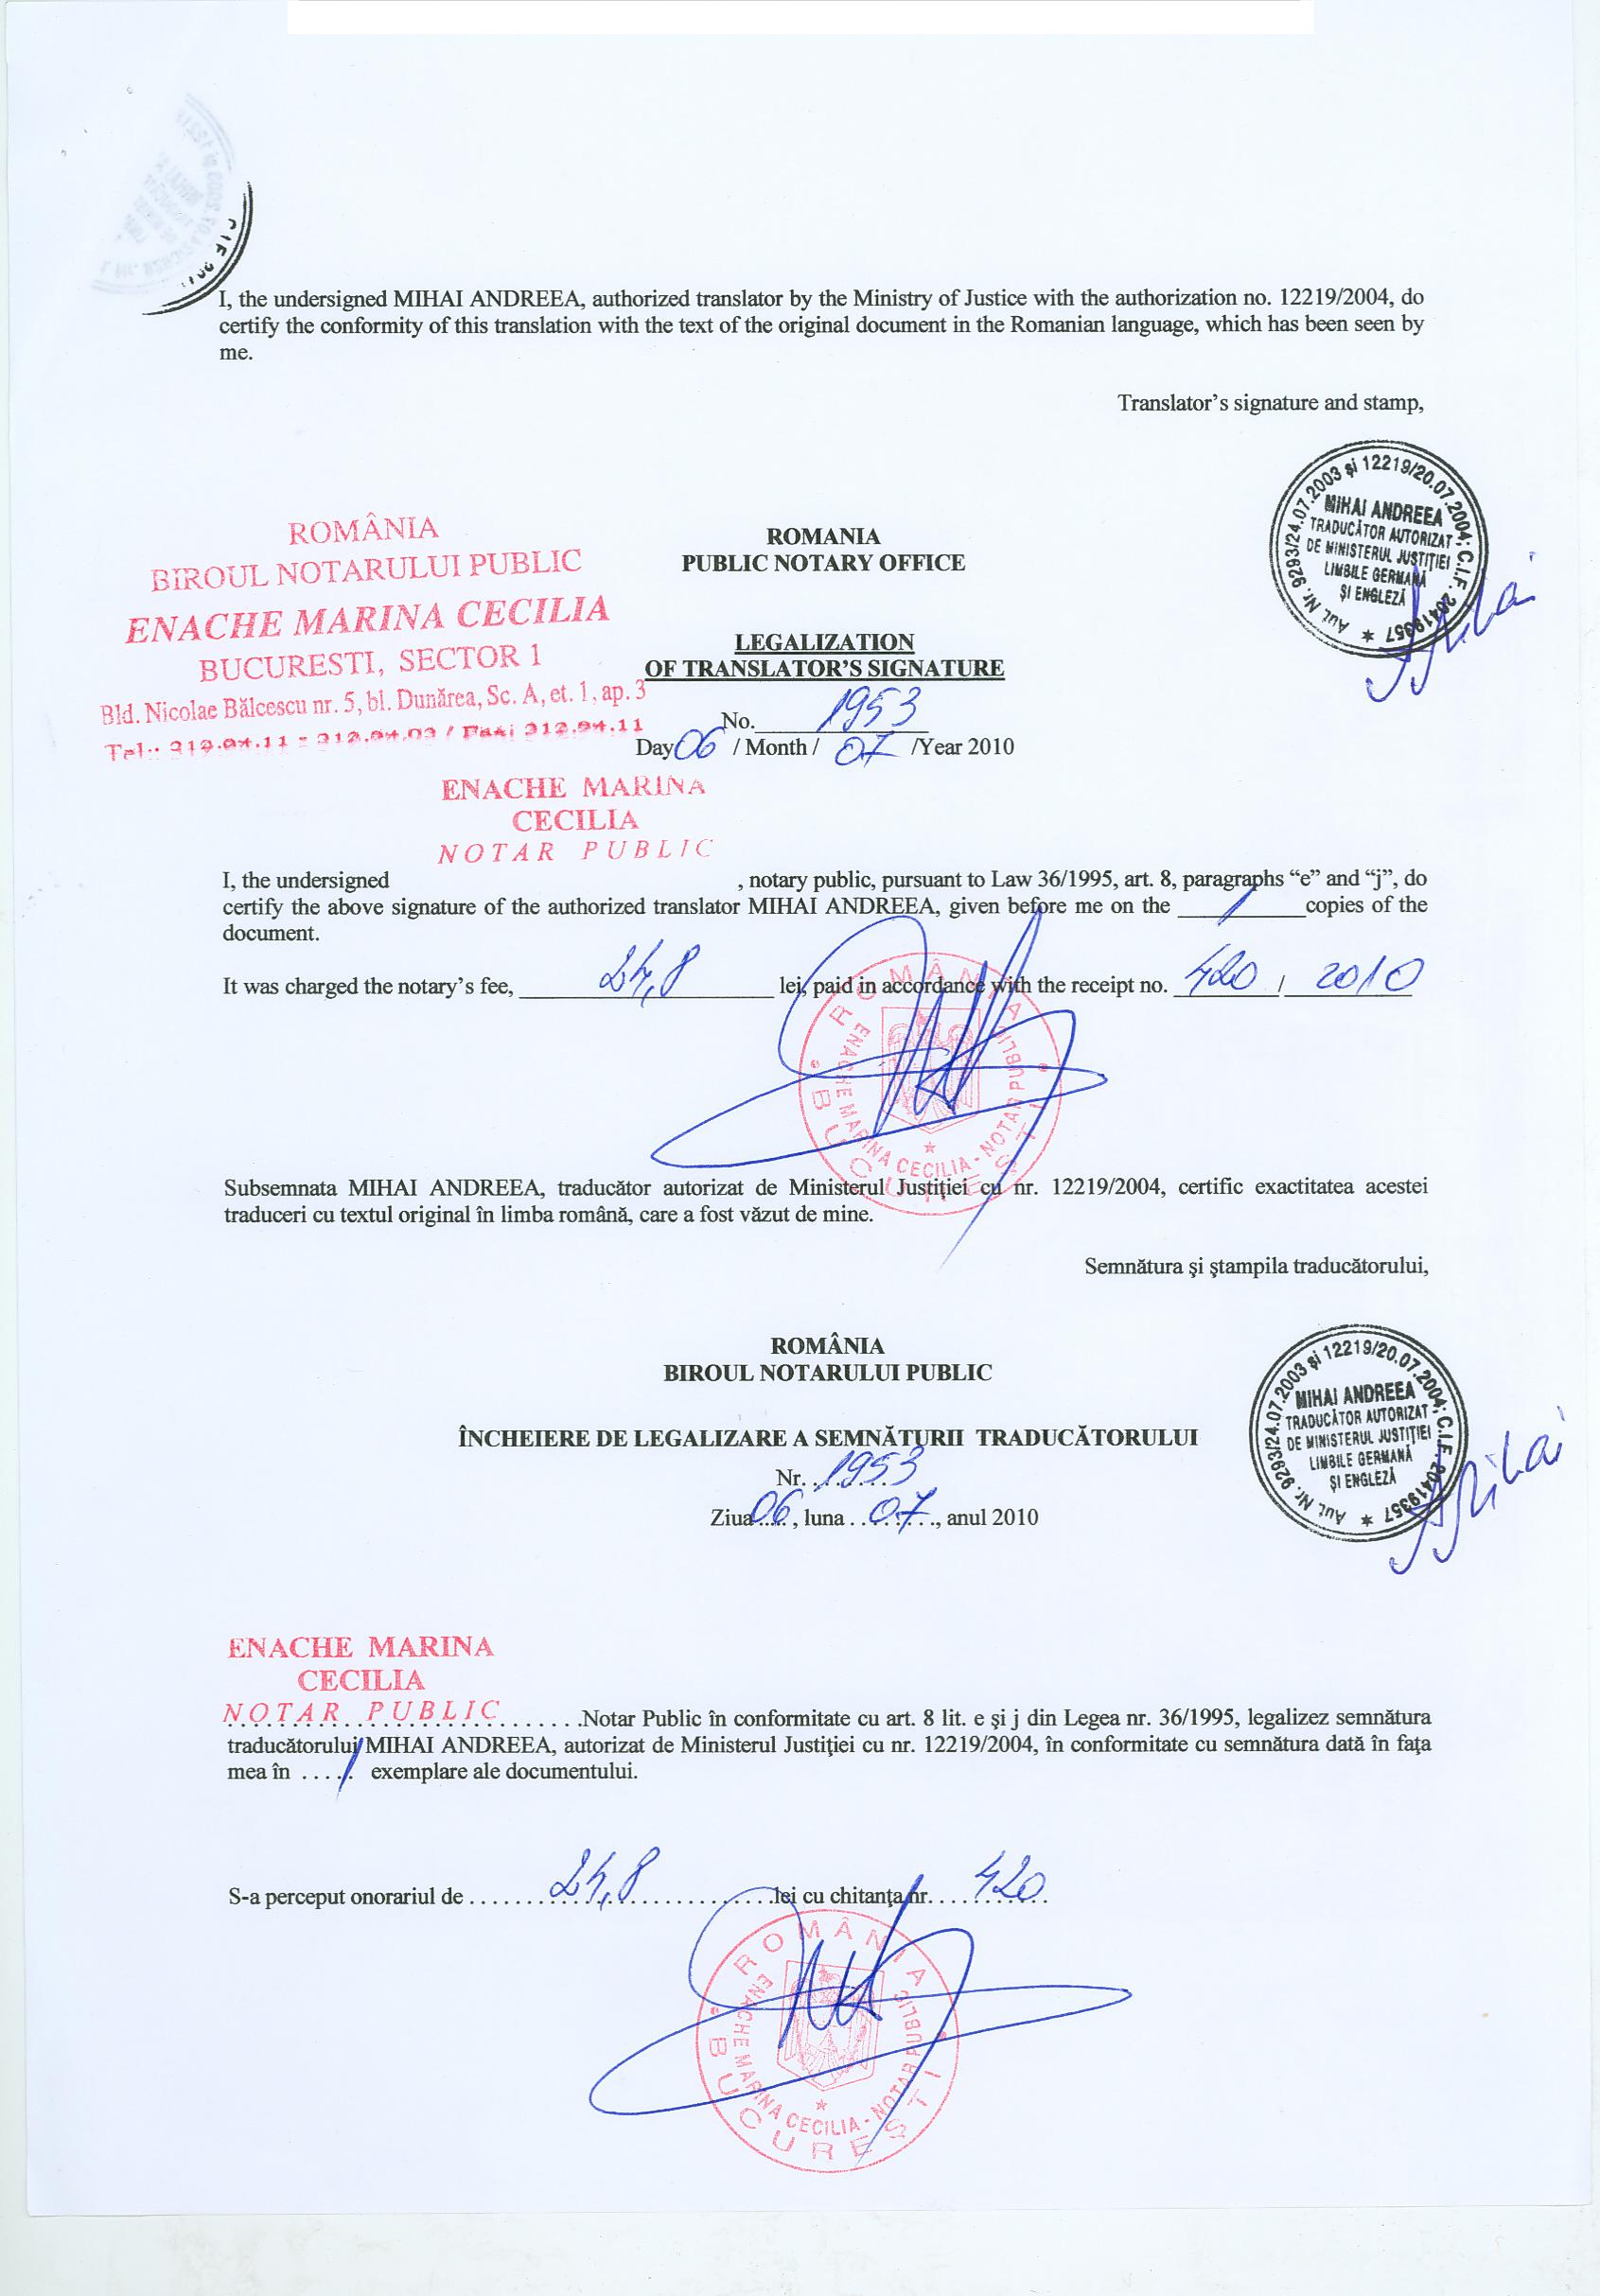 I, the undersigned MIHAI ANDREEA, authorized translator by the Ministry of Justice with the authorization no. 12219/2004, do
certify the conformity of this translation with the text of the original document in the Romanian language, which has been seen by
me.
Translator's signature and stamp,
Aut. Nr. 9293/24.07.2003 și 12219/20.07.2004; C.I.F. 20419357 *
MIHAI ANDREEA
TRADUCĂTOR AUTORIZAT
DE MINISTERUL JUSTIȚIEI
LIMBILE GERMANĂ
ȘI ENGLEZĂ
AMihai
ROMÂNIA
BIROUL NOTARULUI PUBLIC
ENACHE MARINA CECILIA
BUCURESTI, SECTOR 1
Bld. Nicolae Bălcescu nr. 5, bl. Dunărea, Sc. A, et. 1, ap. 3
ROMANIA
PUBLIC NOTARY OFFICE
LEGALIZATION
OF TRANSLATOR'S SIGNATURE
No. 1953
Day 06 / Month / 07 /Year 2010
ENACHE MARINA
CECILIA
NOTAR PUBLIC
I, the undersigned , notary public, pursuant to Law 36/1995, art. 8, paragraphs “e” and “j”, do
certify the above signature of the authorized translator MIHAI ANDREEA, given before me on the 1 copies of the
document.
It was charged the notary's fee, 24,8 lei, paid in accordance with the receipt no. 420 / 2010
ROMÂNIA
BUCUREȘTI
ENACHE MARINA CECILIA - NOTAR PUBLIC
Subsemnata MIHAI ANDREEA, traducător autorizat de Ministerul Justiţiei cu nr. 12219/2004, certific exactitatea acestei
traduceri cu textul original în limba română, care a fost văzut de mine.
Semnătura şi ştampila traducătorului,
ROMÂNIA
BIROUL NOTARULUI PUBLIC
Aut. Nr. 9293/24.07.2003 și 12219/20.07.2004; C.I.F. 20419357 *
MIHAI ANDREEA
TRADUCĂTOR AUTORIZAT
DE MINISTERUL JUSTIȚIEI
LIMBILE GERMANĂ
ȘI ENGLEZĂ
AMihai
ÎNCHEIERE DE LEGALIZARE A SEMNĂTURII TRADUCĂTORULUI
Nr. 1953
Ziua 06, luna 07, anul 2010
ENACHE MARINA
CECILIA
NOTAR PUBLIC
Notar Public în conformitate cu art. 8 lit. e şi j din Legea nr. 36/1995, legalizez semnătura
traducătorului MIHAI ANDREEA, autorizat de Ministerul Justiţiei cu nr. 12219/2004, în conformitate cu semnătura dată în faţa
mea în 1 exemplare ale documentului.
S-a perceput onorariul de 24,8 lei cu chitanţa nr. 420
ROMÂNIA
BUCUREȘTI
ENACHE MARINA CECILIA - NOTAR PUBLIC